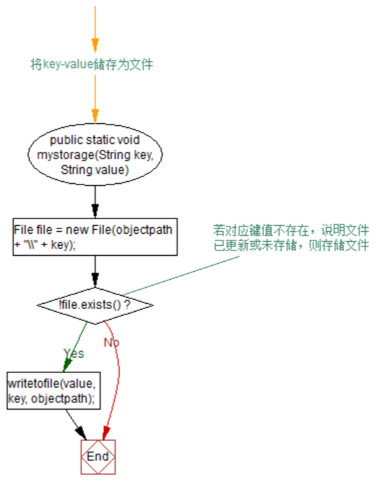 将key-value储存为文件
public static void
mystorage(String key,
String value)
File file = new File(objectpath
+ "\\" + key);
若对应键值不存在，说明文件
已更新或未存储，则存储文件
!file.exists() ?
No
Yes
writetofile(value,
key, objectpath);
End